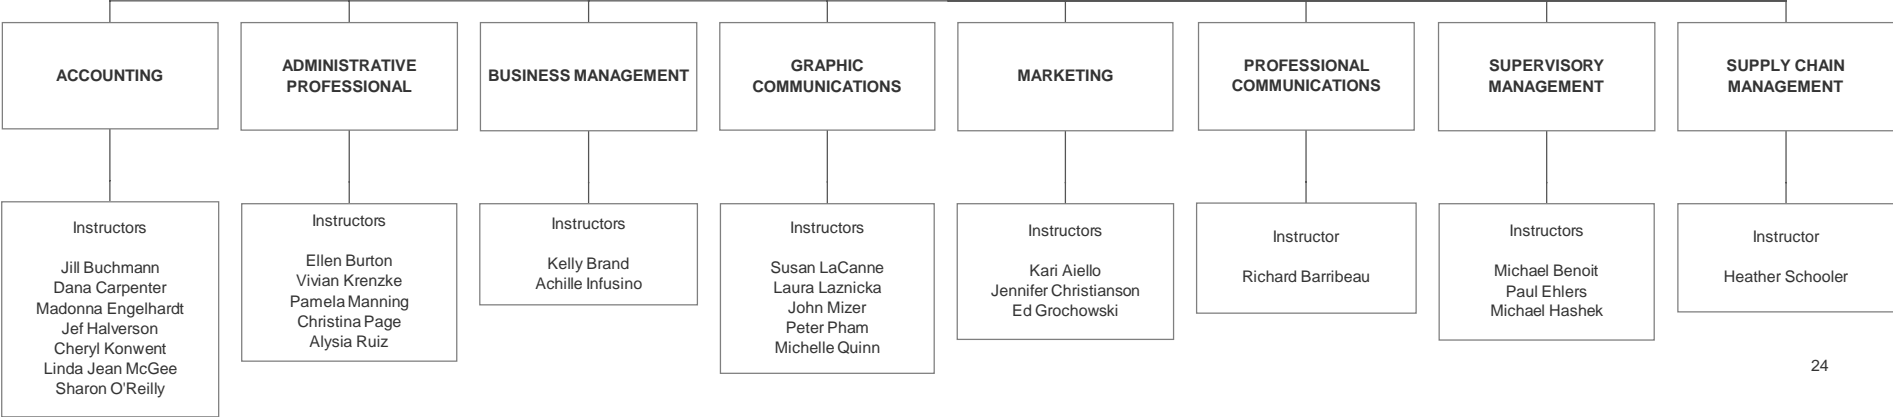 ACCOUNTING
ADMINISTRATIVE
PROFESSIONAL
BUSINESS MANAGEMENT
GRAPHIC
COMMUNICATIONS
MARKETING
PROFESSIONAL
COMMUNICATIONS
SUPERVISORY
MANAGEMENT
SUPPLY CHAIN
MANAGEMENT
Instructors
Jill Buchmann
Dana Carpenter
Madonna Engelhardt
Jef Halverson
Cheryl Konwent
Linda Jean McGee
Sharon O'Reilly
Instructors
Ellen Burton
Vivian Krenzke
Pamela Manning
Christina Page
Alysia Ruiz
Instructors
Kelly Brand
Achille Infusino
Instructors
Susan LaCanne
Laura Laznicka
John Mizer
Peter Pham
Michelle Quinn
Instructors
Kari Aiello
Jennifer Christianson
Ed Grochowski
Instructor
Richard Barribeau
Instructors
Michael Benoit
Paul Ehlers
Michael Hashek
Instructor
Heather Schooler
24